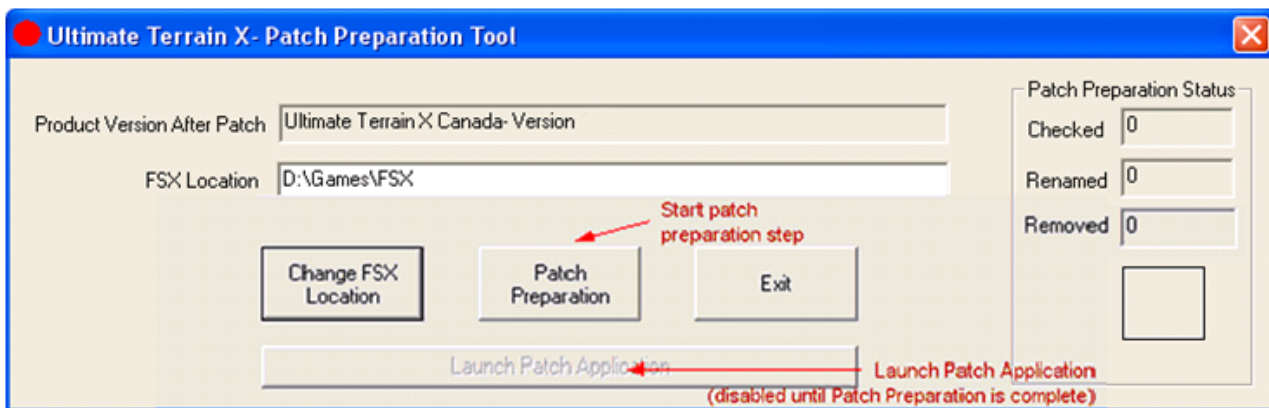 Ultimate Terrain X- Patch Preparation Tool
Patch Preparation Status
Product Version After Patch Ultimate Terrain X Canada- Version
Checked 0
FSX Location D:\Games\FSX
Renamed 0
Start patch
preparation step
Removed 0
Change FSX
Location
Patch
Preparation
Exit
Launch Patch Application
Launch Patch Application
(disabled until Patch Preparation is complete)